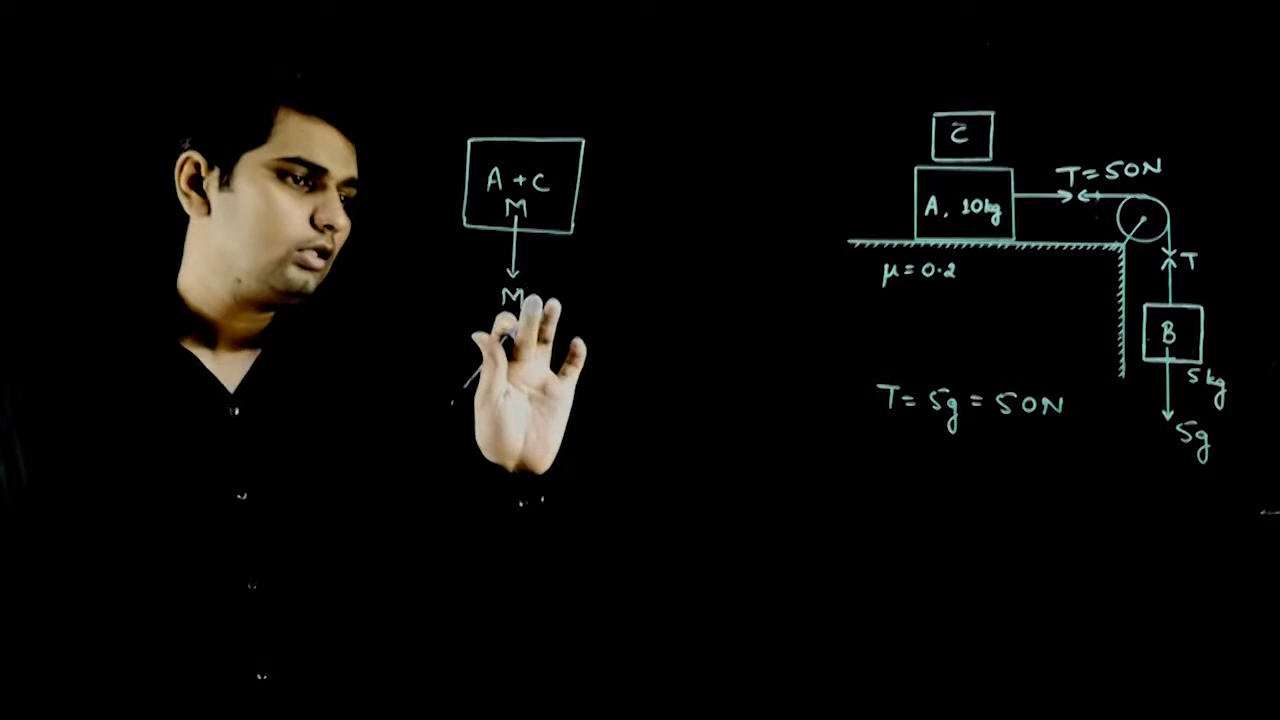 A + C
M
M
C
T = 50N
A, 10kg
μ = 0.2
T
B
5kg
5g
T = 5g = 50N